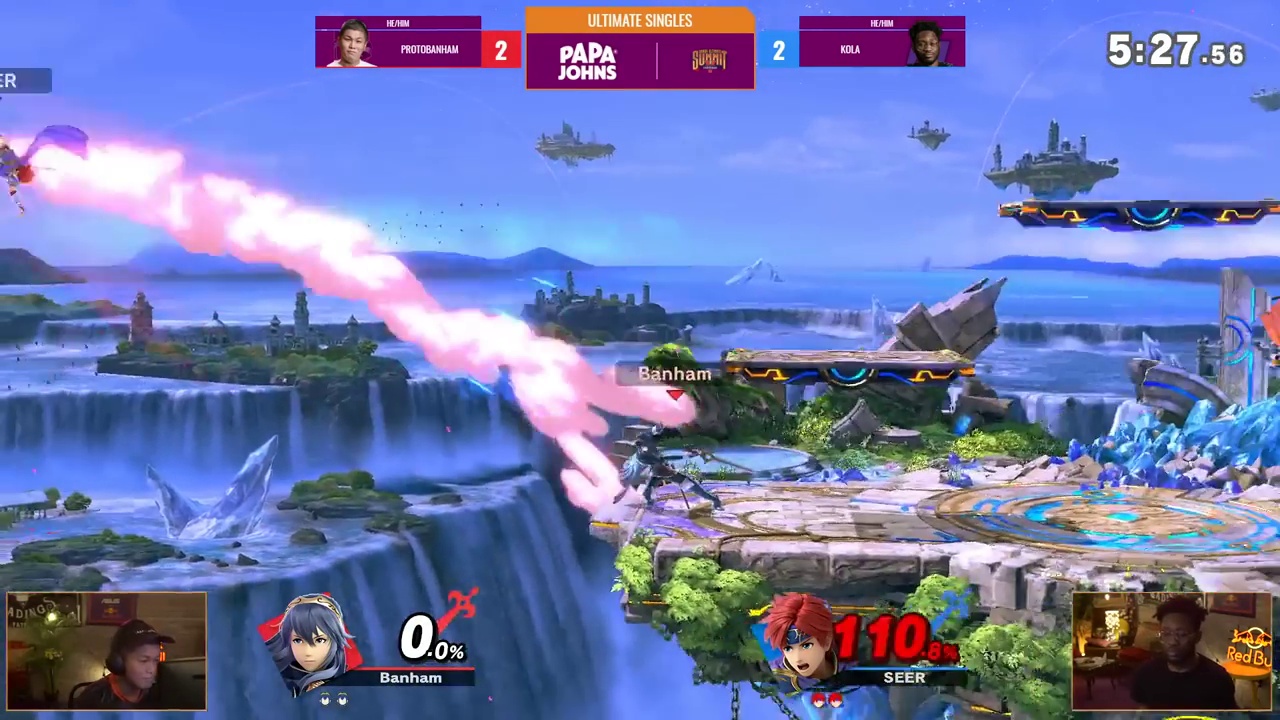 HE/HIM
PROTOBANHAM
2
ULTIMATE SINGLES
PAPA JOHNS
SUMMIT
2
HE/HIM
KOLA
5:27.56
ER
Banham
0.0%
Banham
110.8%
SEER
Red Bu